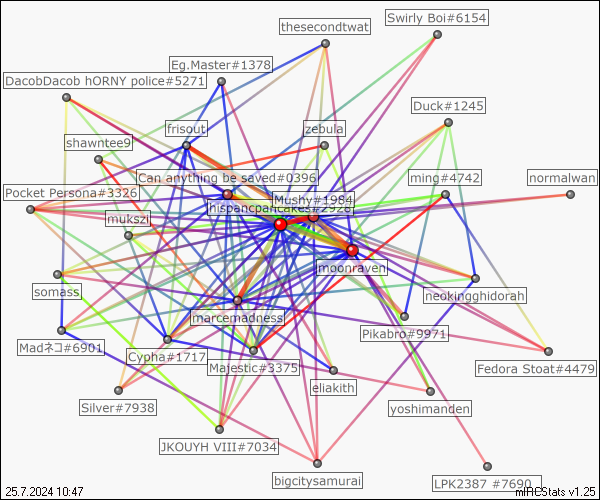 Swirly Boi#6154
thesecondtwat
Eg.Master#1378
DacobDacob hORNY police#5271
Duck#1245
frisout
zebula
shawntee9
Can anything be saved#0396
ming#4742
normalwan
Pocket Persona#3326
Mushy#1984
hispancpancakes#2928
mukszi
moonraven
somass
neokingghidorah
marcemadness
Pikabro#9971
Madネコ#6901
Cypha#1717
Majestic#3375
Fedora Stoat#4479
eliakith
Silver#7938
yoshimanden
JKOUYH VIII#7034
bigcitysamurai
LPK2387 #7690
25.7.2024 10:47
mIRCStats v1.25